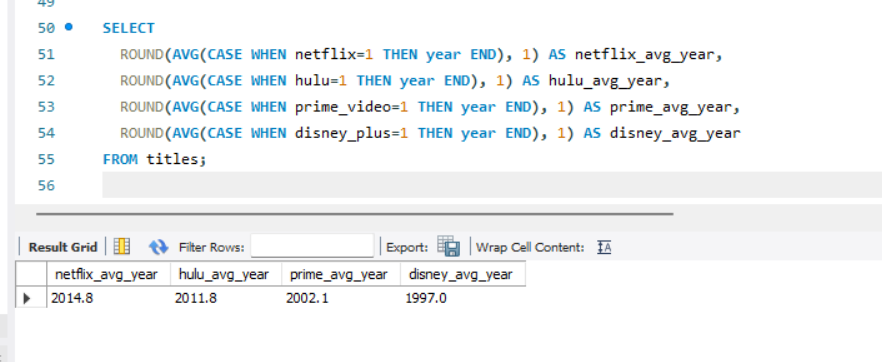 49
50 SELECT
51 ROUND(AVG(CASE WHEN netflix=1 THEN year END), 1) AS netflix_avg_year,
52 ROUND(AVG(CASE WHEN hulu=1 THEN year END), 1) AS hulu_avg_year,
53 ROUND(AVG(CASE WHEN prime_video=1 THEN year END), 1) AS prime_avg_year,
54 ROUND(AVG(CASE WHEN disney_plus=1 THEN year END), 1) AS disney_avg_year
55 FROM titles;
56
Result Grid Filter Rows: Export: Wrap Cell Content: IA
netflix_avg_year hulu_avg_year prime_avg_year disney_avg_year
2014.8 2011.8 2002.1 1997.0